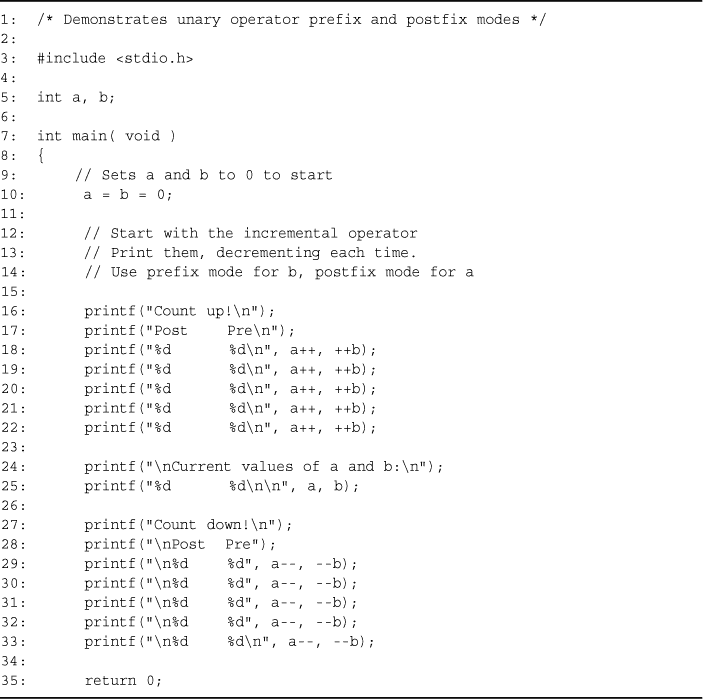 1:  /* Demonstrates unary operator prefix and postfix modes */
2:
3:  #include <stdio.h>
4:
5:  int a, b;
6:
7:  int main( void )
8:  {
9:       // Sets a and b to 0 to start
10:       a = b = 0;
11:
12:       // Start with the incremental operator
13:       // Print them, decrementing each time.
14:       // Use prefix mode for b, postfix mode for a
15:
16:       printf("Count up!\n");
17:       printf("Post     Pre\n");
18:       printf("%d       %d\n", a++, ++b);
19:       printf("%d       %d\n", a++, ++b);
20:       printf("%d       %d\n", a++, ++b);
21:       printf("%d       %d\n", a++, ++b);
22:       printf("%d       %d\n", a++, ++b);
23:
24:       printf("\nCurrent values of a and b:\n");
25:       printf("%d       %d\n\n", a, b);
26:
27:       printf("Count down!\n");
28:       printf("\nPost  Pre");
29:       printf("\n%d     %d", a--, --b);
30:       printf("\n%d     %d", a--, --b);
31:       printf("\n%d     %d", a--, --b);
32:       printf("\n%d     %d", a--, --b);
33:       printf("\n%d     %d\n", a--, --b);
34:
35:       return 0;